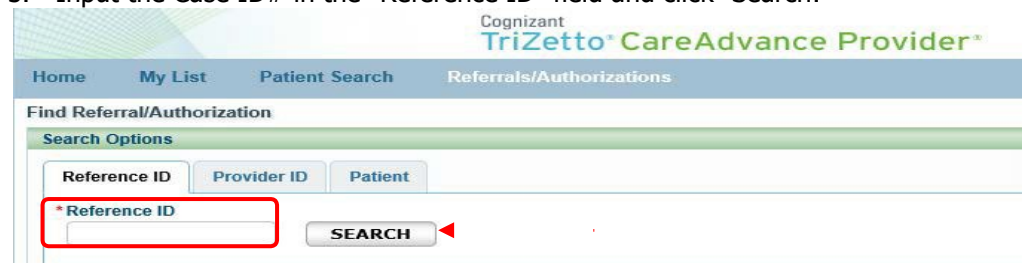 Input the Case ID# in the "Reference ID" field and click "Search."
Cognizant
TriZetto® CareAdvance Provider®
Home My List Patient Search Referrals/Authorizations
Find Referral/Authorization
Search Options
Reference ID Provider ID Patient
* Reference ID
SEARCH